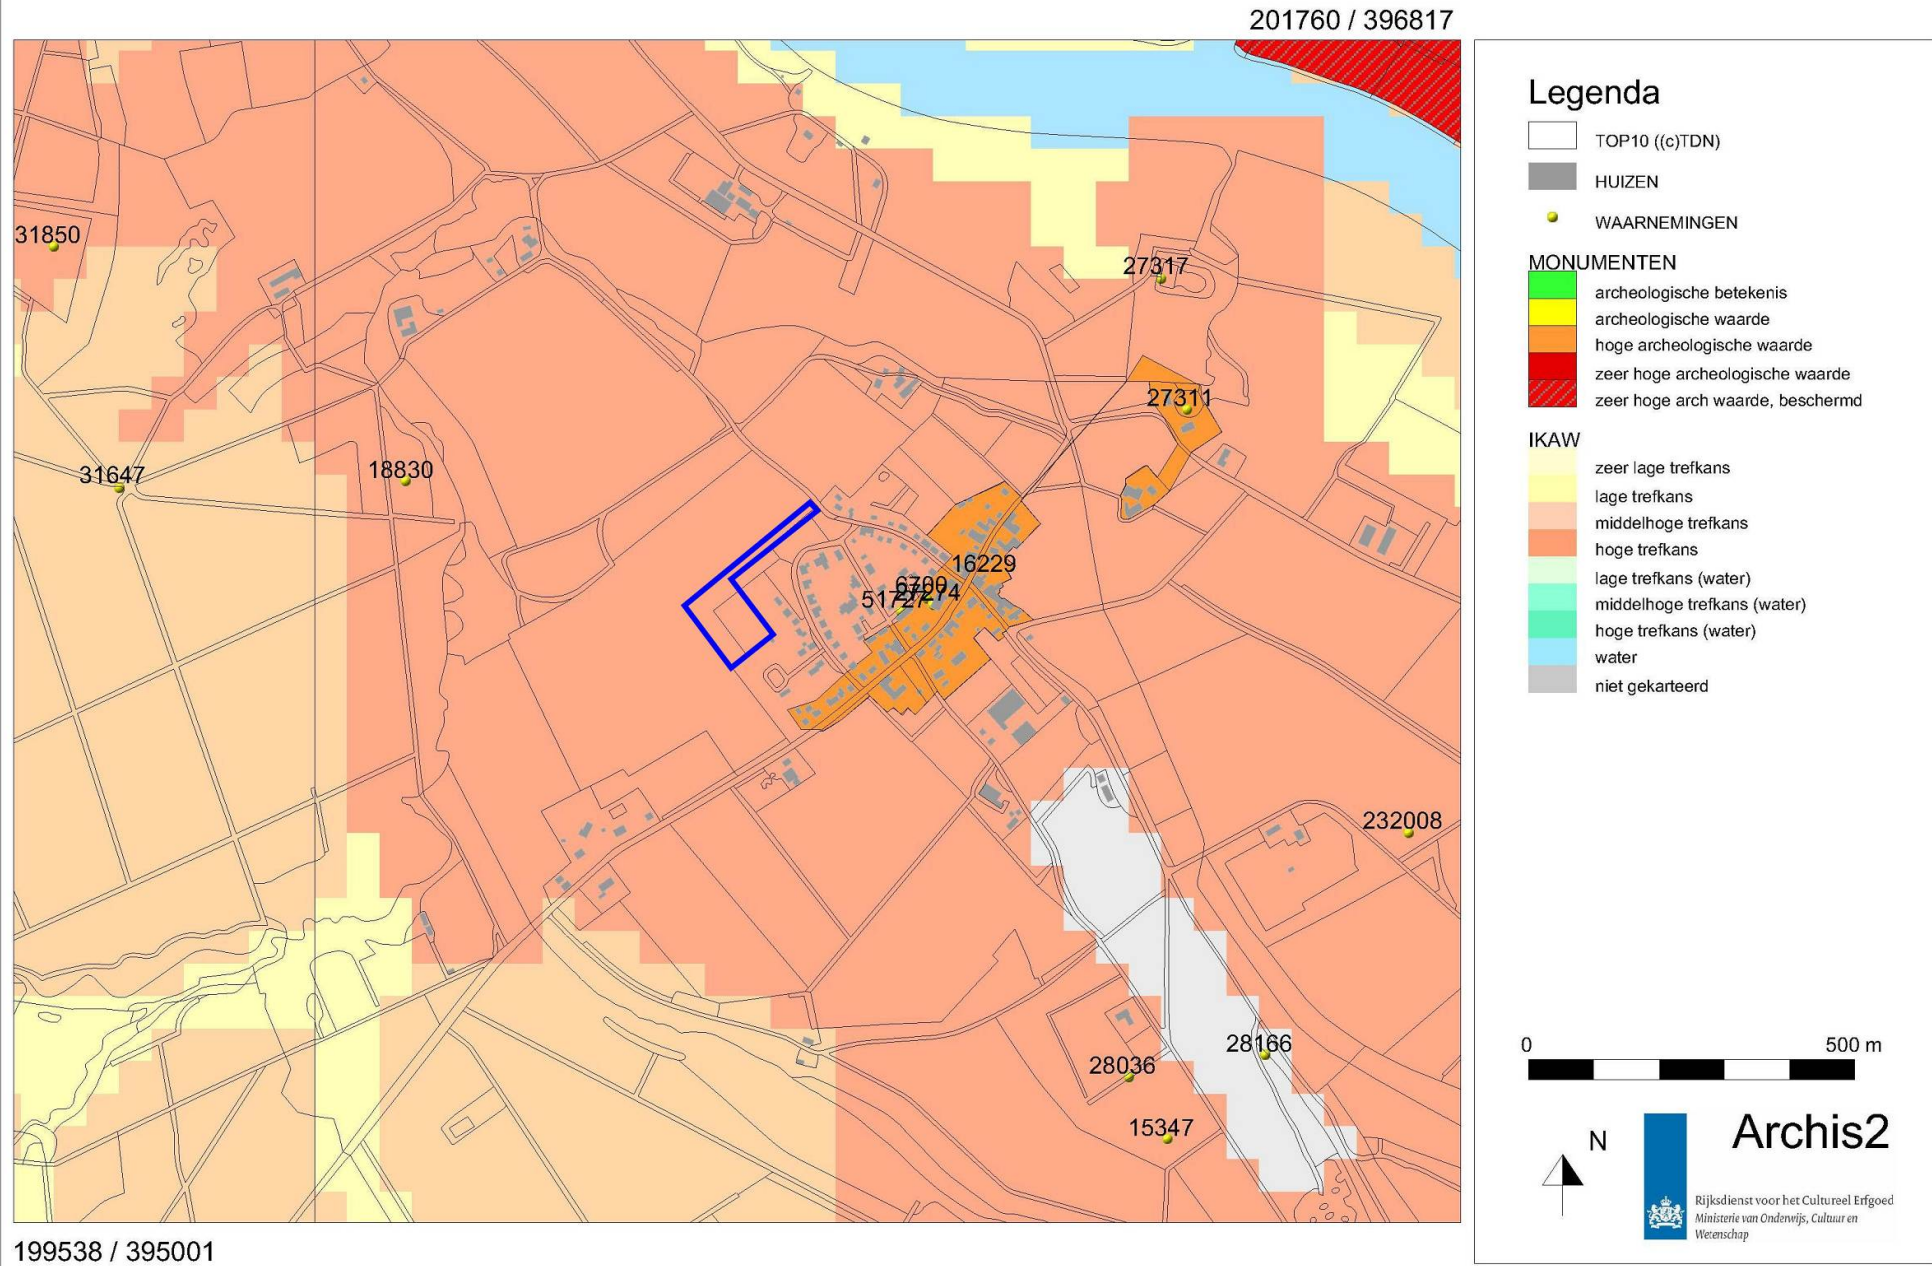 201760 / 396817
31850
27317
27311
31647
18830
16229
51727
232008
28166
28036
15347
199538 / 395001
Legenda
TOP10 ((c)TDN)
HUIZEN
WAARNEMINGEN
MONUMENTEN
archeologische betekenis
archeologische waarde
hoge archeologische waarde
zeer hoge archeologische waarde
zeer hoge arch waarde, beschermd
IKAW
zeer lage trefkans
lage trefkans
middelhoge trefkans
hoge trefkans
lage trefkans (water)
middelhoge trefkans (water)
hoge trefkans (water)
water
niet gekarteerd
0 500 m
N
Archis2
Rijksdienst voor het Cultureel Erfgoed
Ministerie van Onderwijs, Cultuur en
Wetenschap